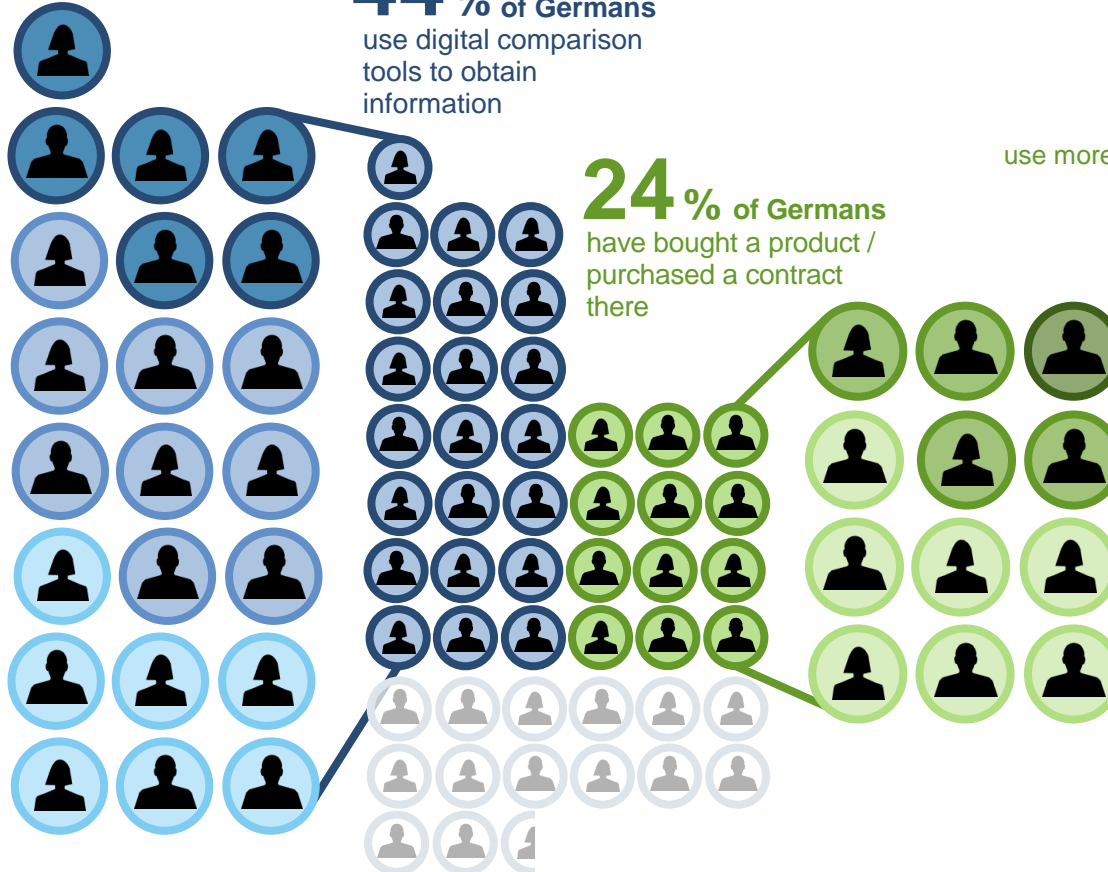 44 % of Germans
use digital comparison
tools to obtain
information
24 % of Germans
have bought a product /
purchased a contract
there
use more